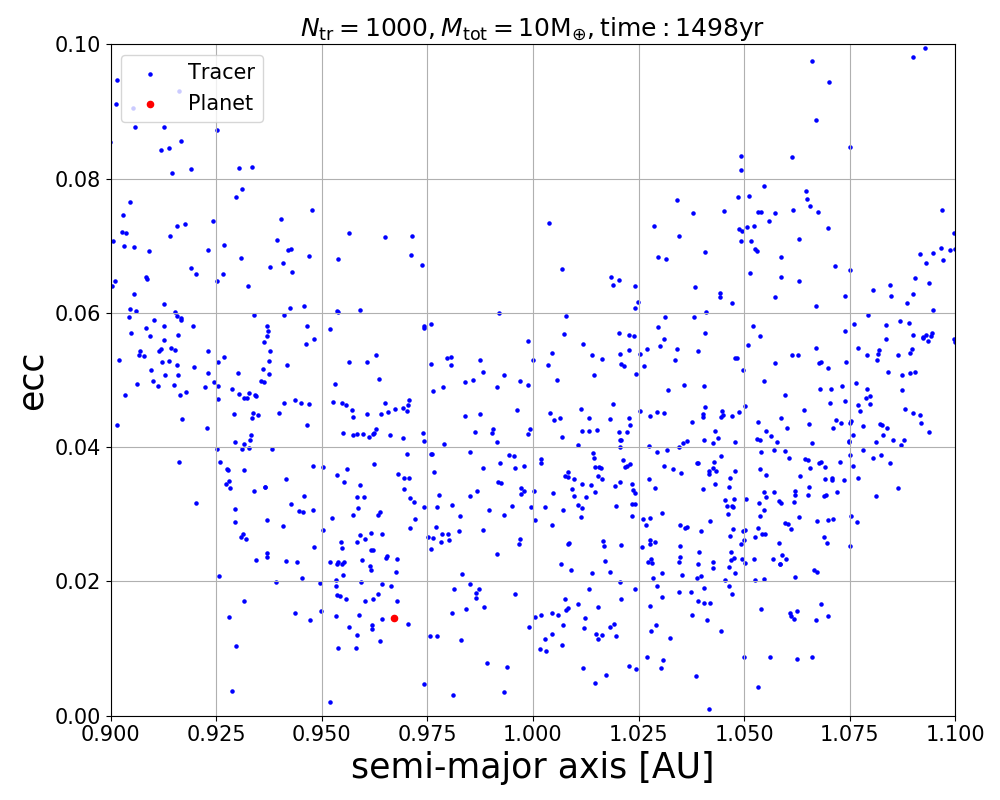 N_tr = 1000, M_tot = 10M_⊕, time : 1498yr
0.10
Tracer
Planet
0.08
0.06
ecc
0.04
0.02
0.00
0.900 0.925 0.950 0.975 1.000 1.025 1.050 1.075 1.100
semi-major axis [AU]